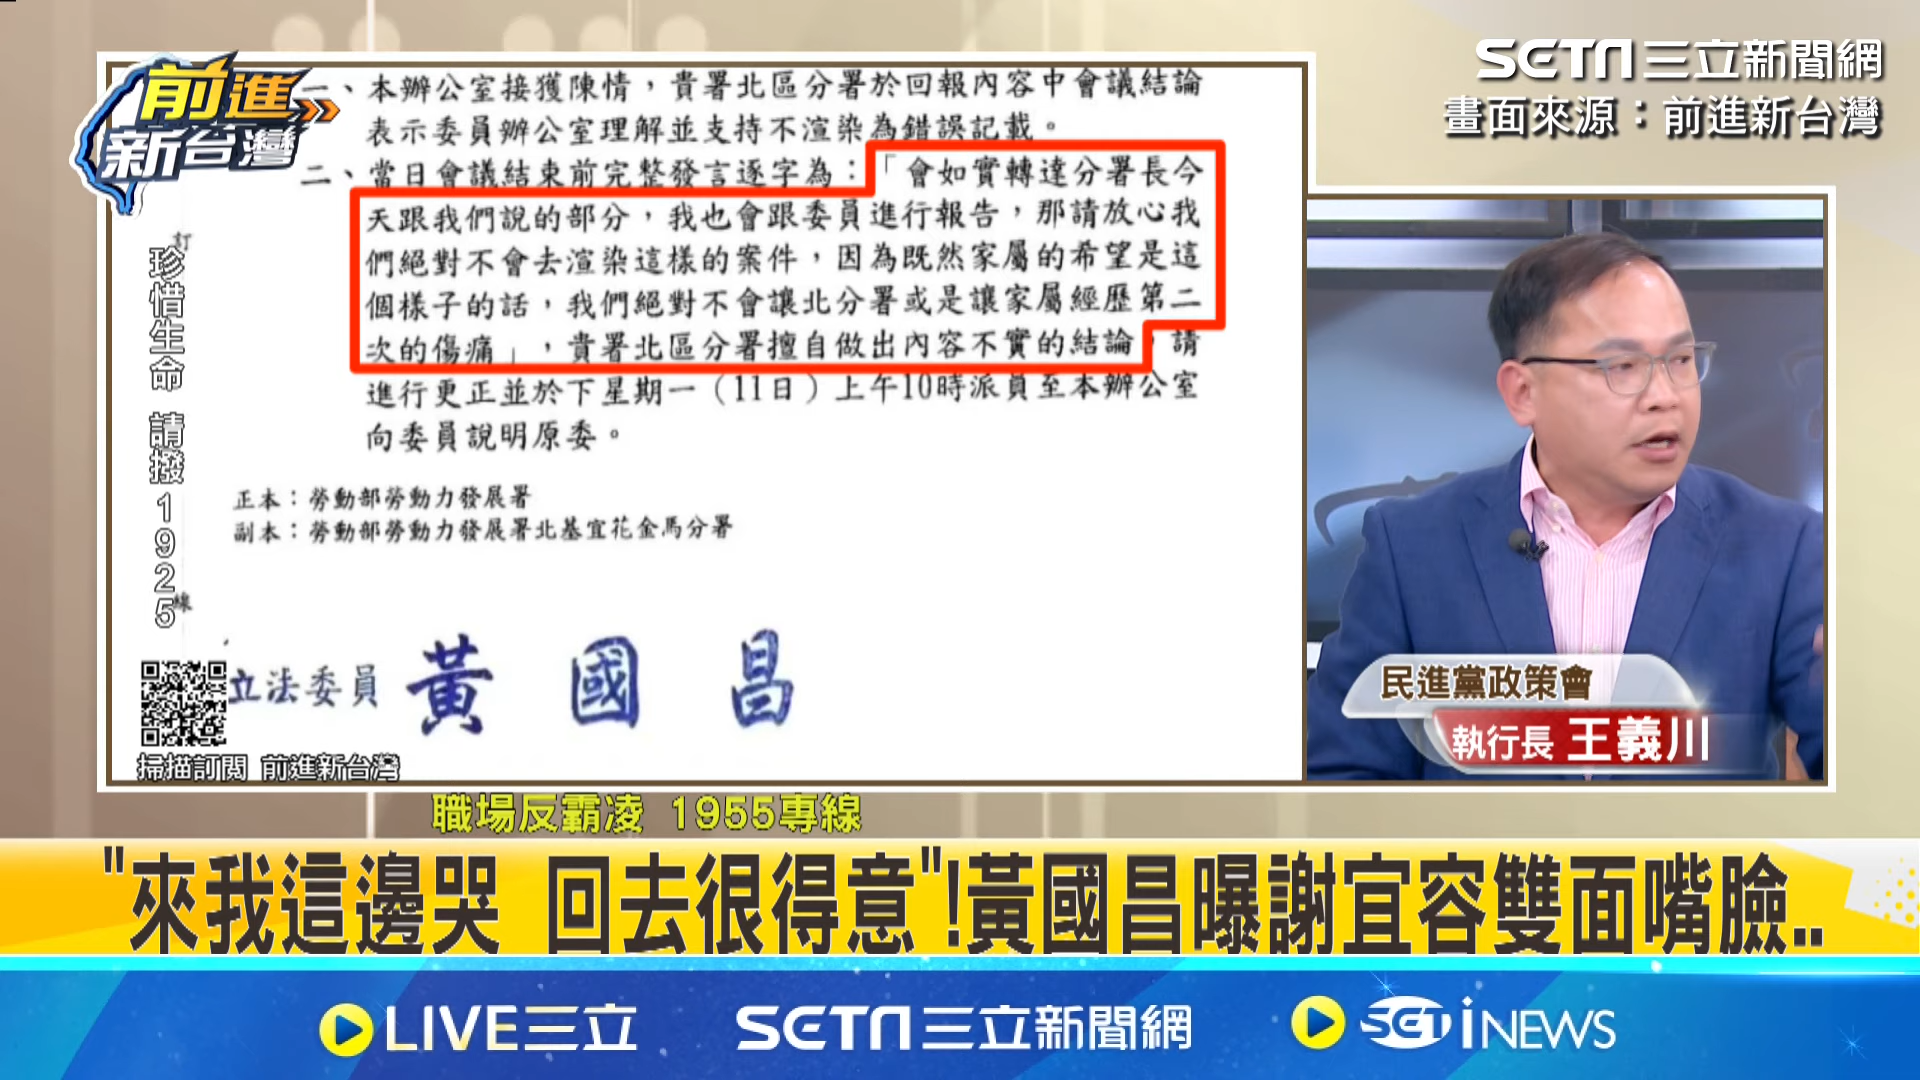 SETN三立新聞網
畫面來源：前進新台灣
前進
新台灣
一、本辦公室接獲陳情，貴署北區分署於回報內容中會議結論
表示委員辦公室理解並支持不渲染為錯誤記載。
二、當日會議結束前完整發言逐字為：「會如實轉達分署長今
天跟我們說的部分，我也會跟委員進行報告，那請放心我
們絕對不會去渲染這樣的案件，因為既然家屬的希望是這
個樣子的話，我們絕對不會讓北分署或是讓家屬經歷第二
次的傷痛」，貴署北區分署擅自做出內容不實的結論，請
進行更正並於下星期一（11日）上午10時派員至本辦公室
向委員說明原委。
訂
線
珍惜生命 請撥1925
正本：勞動部勞動力發展署
副本：勞動部勞動力發展署北基宜花金馬分署
立法委員 黃國昌
掃描訂閱 前進新台灣
民進黨政策會
執行長 王義川
職場反霸凌 1955專線
"來我這邊哭 回去很得意"!黃國昌曝謝宜容雙面嘴臉..
LIVE三立
SETN三立新聞網
SET iNEWS